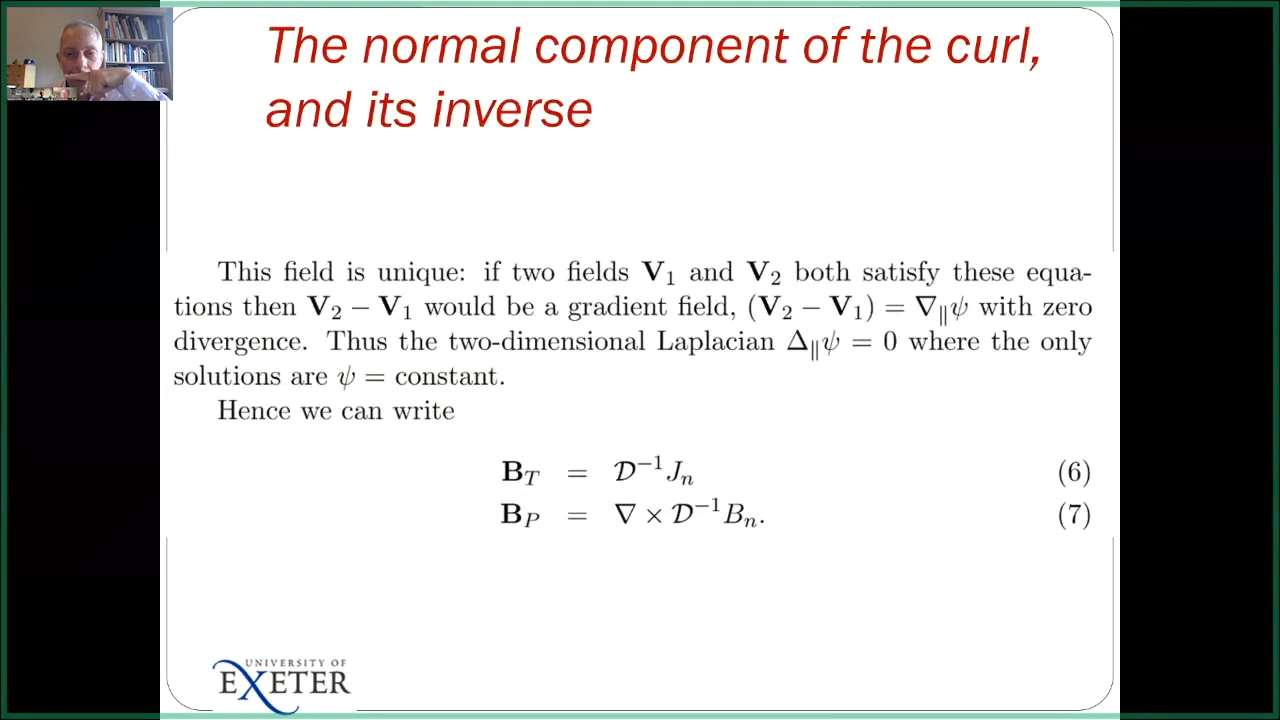 The normal component of the curl,
and its inverse
This field is unique: if two fields V₁ and V₂ both satisfy these equa-
tions then V₂ − V₁ would be a gradient field, (V₂ − V₁) = ∇∥ψ with zero
divergence. Thus the two-dimensional Laplacian Δ∥ψ = 0 where the only
solutions are ψ = constant.
Hence we can write
B_T = 𝒟⁻¹J_n (6)
B_P = ∇ × 𝒟⁻¹B_n. (7)
UNIVERSITY OF
EXETER